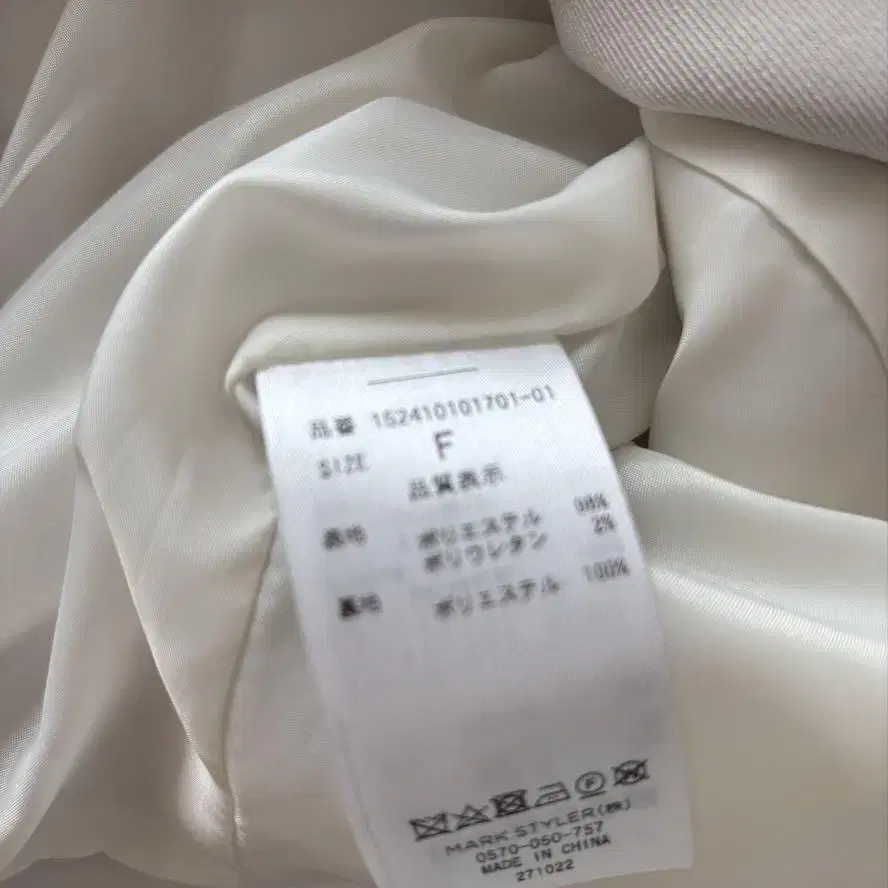 品番 152410101701-01
SIZE F
品質表示
表地 ポリエステル 98%
ポリウレタン 2%
裏地 ポリエステル 100%
F
W
MARK STYLER(株)
0570-050-757
MADE IN CHINA
271022